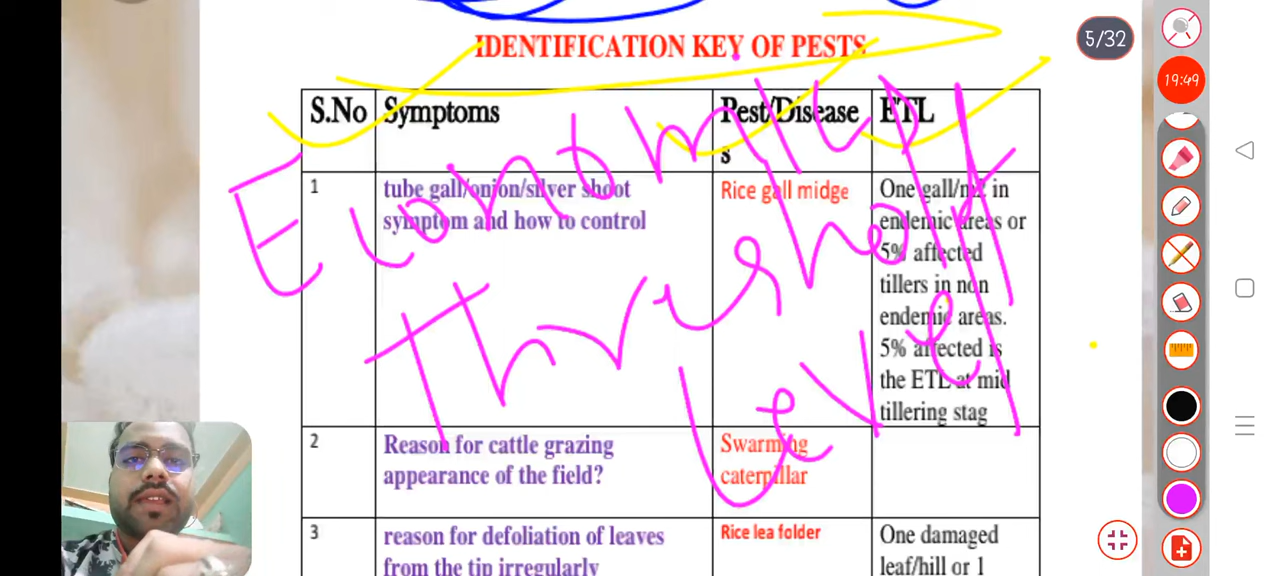 5/32
19:49
IDENTIFICATION KEY OF PESTS
S.No Symptoms Pest/Diseases ETL
1 tube gall/onion/silver shoot symptom and how to control Rice gall midge One gall/m2 in endemic areas or 5% affected tillers in non endemic areas. 5% affected is the ETL at mid tillering stag
2 Reason for cattle grazing appearance of the field? Swarming caterpillar
3 reason for defoliation of leaves from the tip irregularly Rice lea folder One damaged leaf/hill or 1
Economic
Threshold
Level